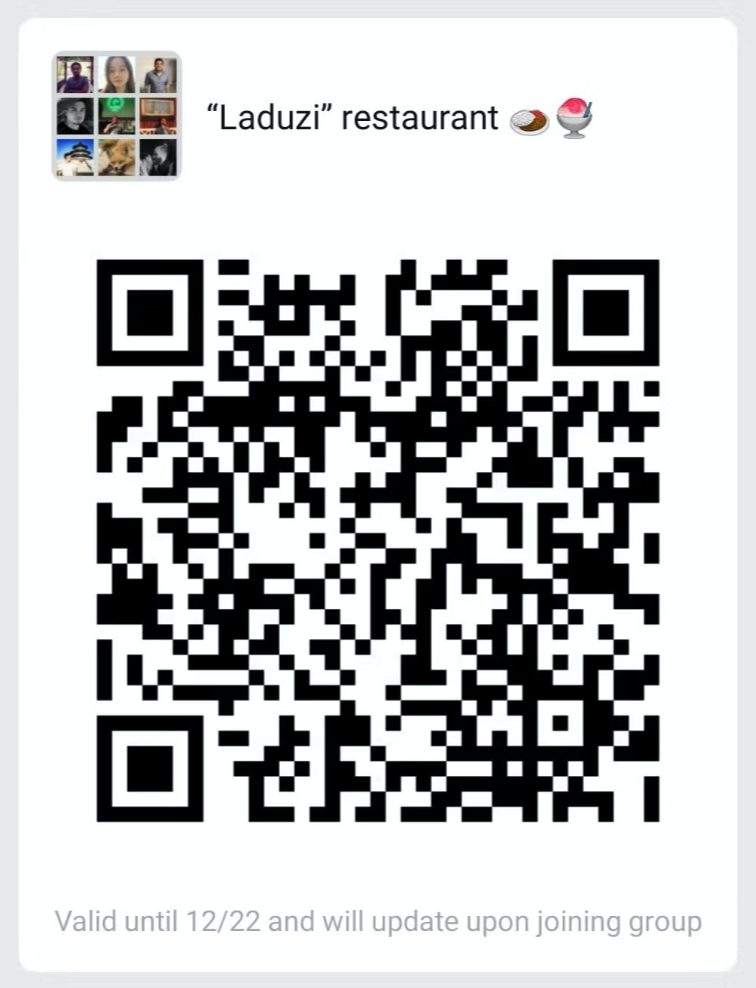 “Laduzi” restaurant 🍛🍧
Valid until 12/22 and will update upon joining group